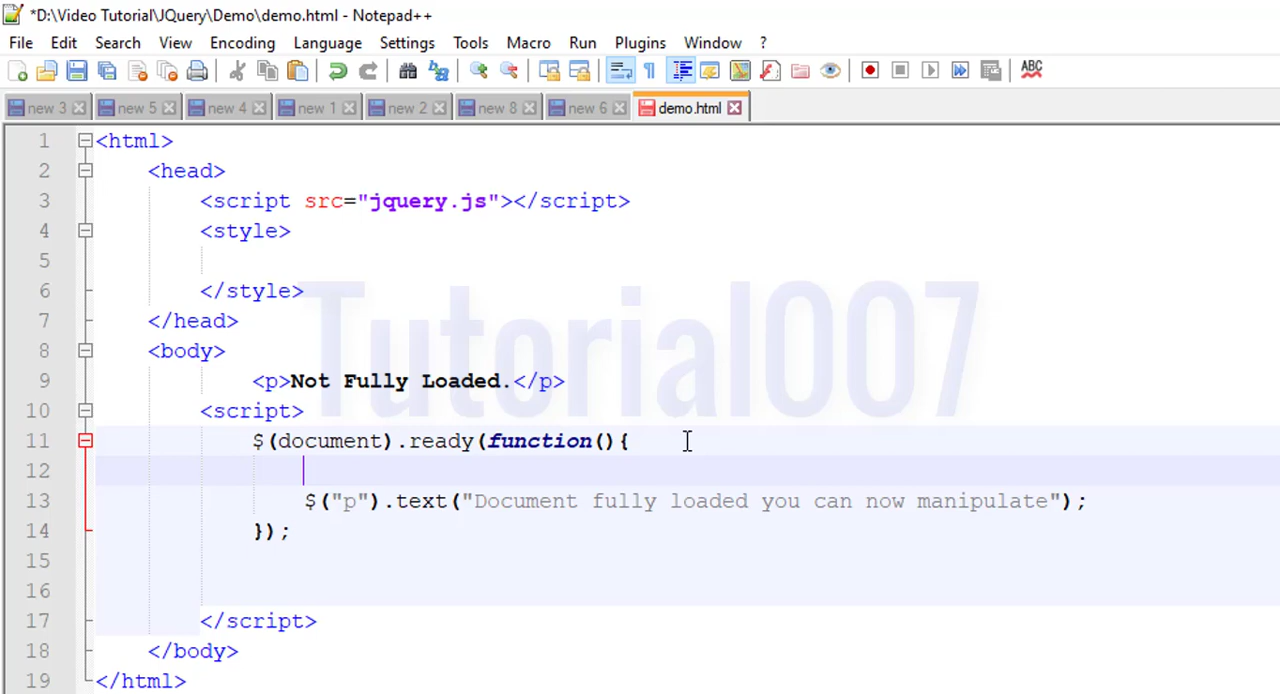 *D:\Video Tutorial\JQuery\Demo\demo.html - Notepad++
File Edit Search View Encoding Language Settings Tools Macro Run Plugins Window ?
ABC
new 3 new 5 new 4 new 1 new 2 new 8 new 6 demo.html
1 <html>
2 <head>
3 <script src="jquery.js"></script>
4 <style>
5
6 </style>
7 </head>
8 <body>
9 <p>Not Fully Loaded.</p>
10 <script>
11 $(document).ready(function(){
12
13 $("p").text("Document fully loaded you can now manipulate");
14 });
15
16
17 </script>
18 </body>
19 </html>
Tutorial007